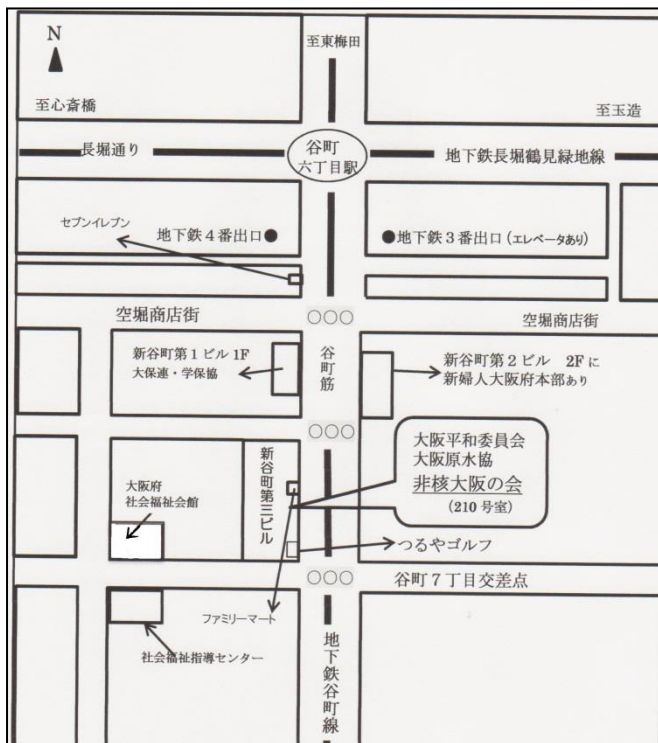 N
至東梅田
至心斎橋
至玉造
長堀通り
谷町
六丁目駅
地下鉄長堀鶴見緑地線
セブンイレブン
地下鉄4番出口●
●地下鉄3番出口(エレベータあり)
空堀商店街
○○○
空堀商店街
新谷町第1ビル 1F
大保連・学保協
谷町筋
新谷町第2ビル 2Fに
新婦人大阪府本部あり
○○○
大阪平和委員会
大阪原水協
非核大阪の会
(210号室)
新谷町第三ビル
大阪府
社会福祉会館
つるやゴルフ
○○○
谷町7丁目交差点
ファミリーマート
社会福祉指導センター
地下鉄谷町線